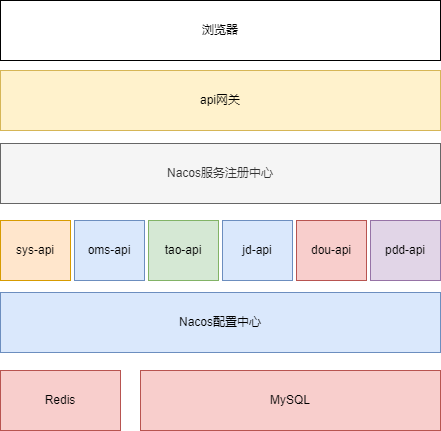 浏览器
api网关
Nacos服务注册中心
sys-api
oms-api
tao-api
jd-api
dou-api
pdd-api
Nacos配置中心
Redis
MySQL